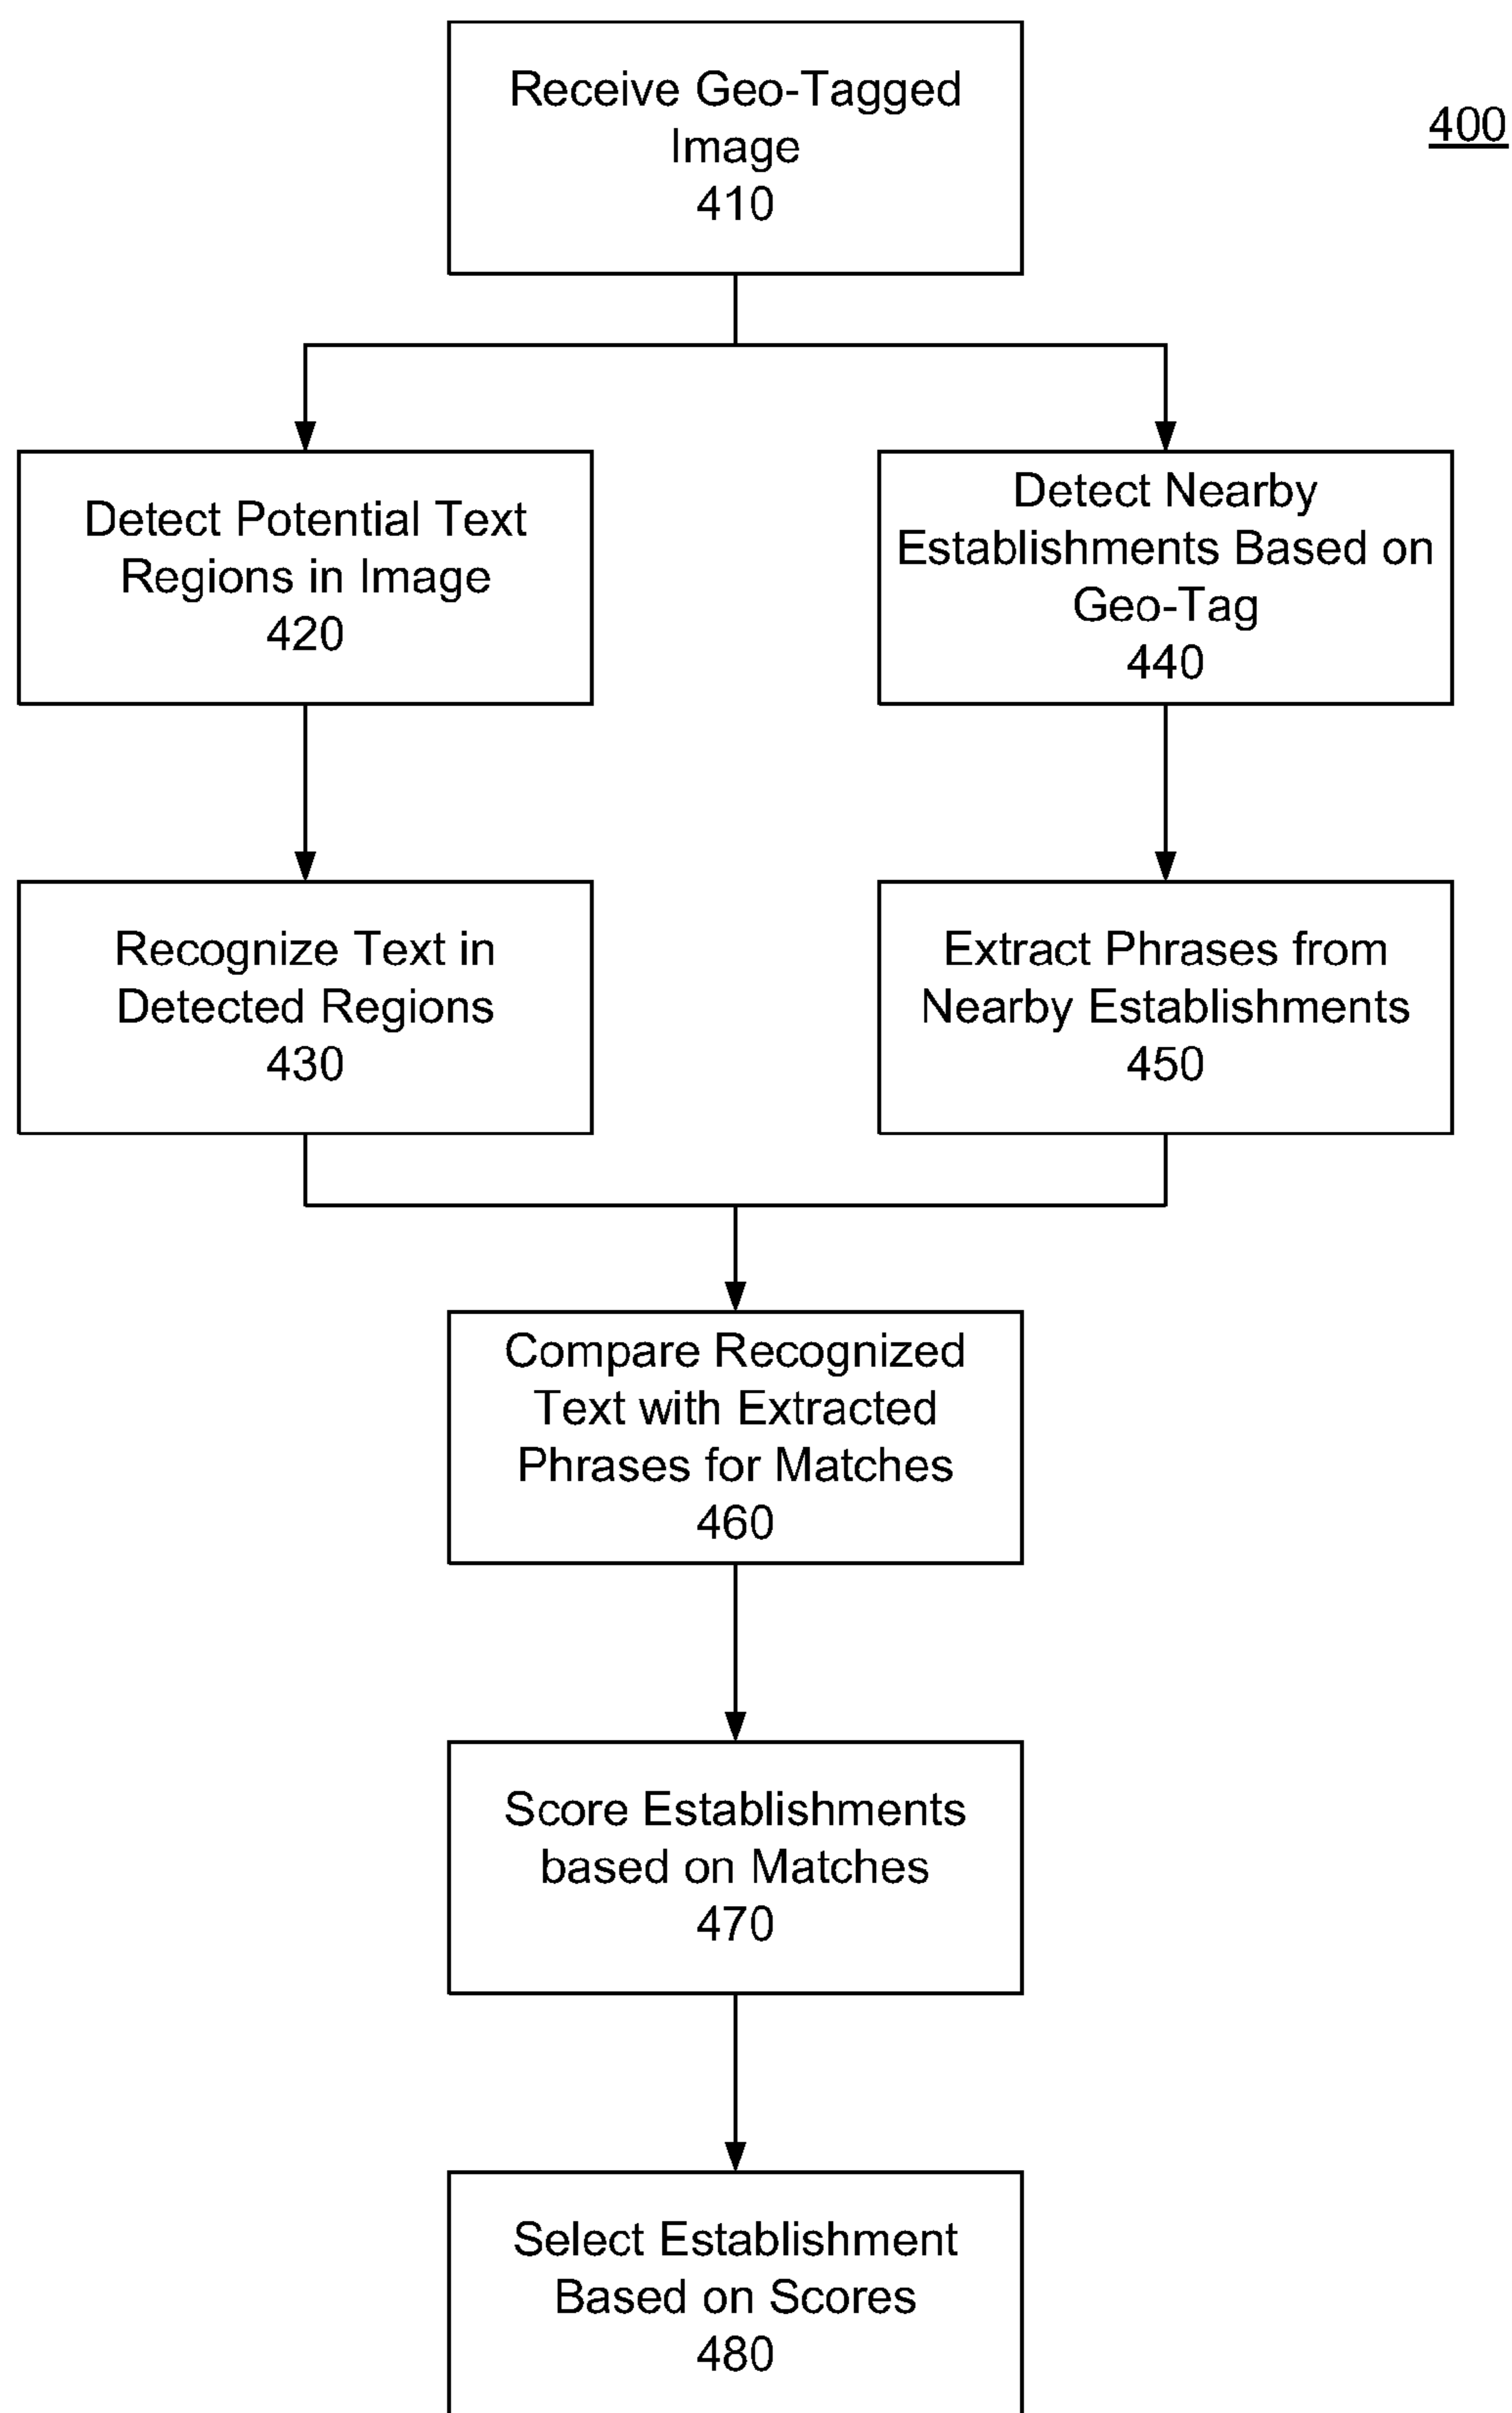 Receive Geo-Tagged
Image
410
400
Detect Potential Text
Regions in Image
420
Detect Nearby
Establishments Based on
Geo-Tag
440
Recognize Text in
Detected Regions
430
Extract Phrases from
Nearby Establishments
450
Compare Recognized
Text with Extracted
Phrases for Matches
460
Score Establishments
based on Matches
470
Select Establishment
Based on Scores
480